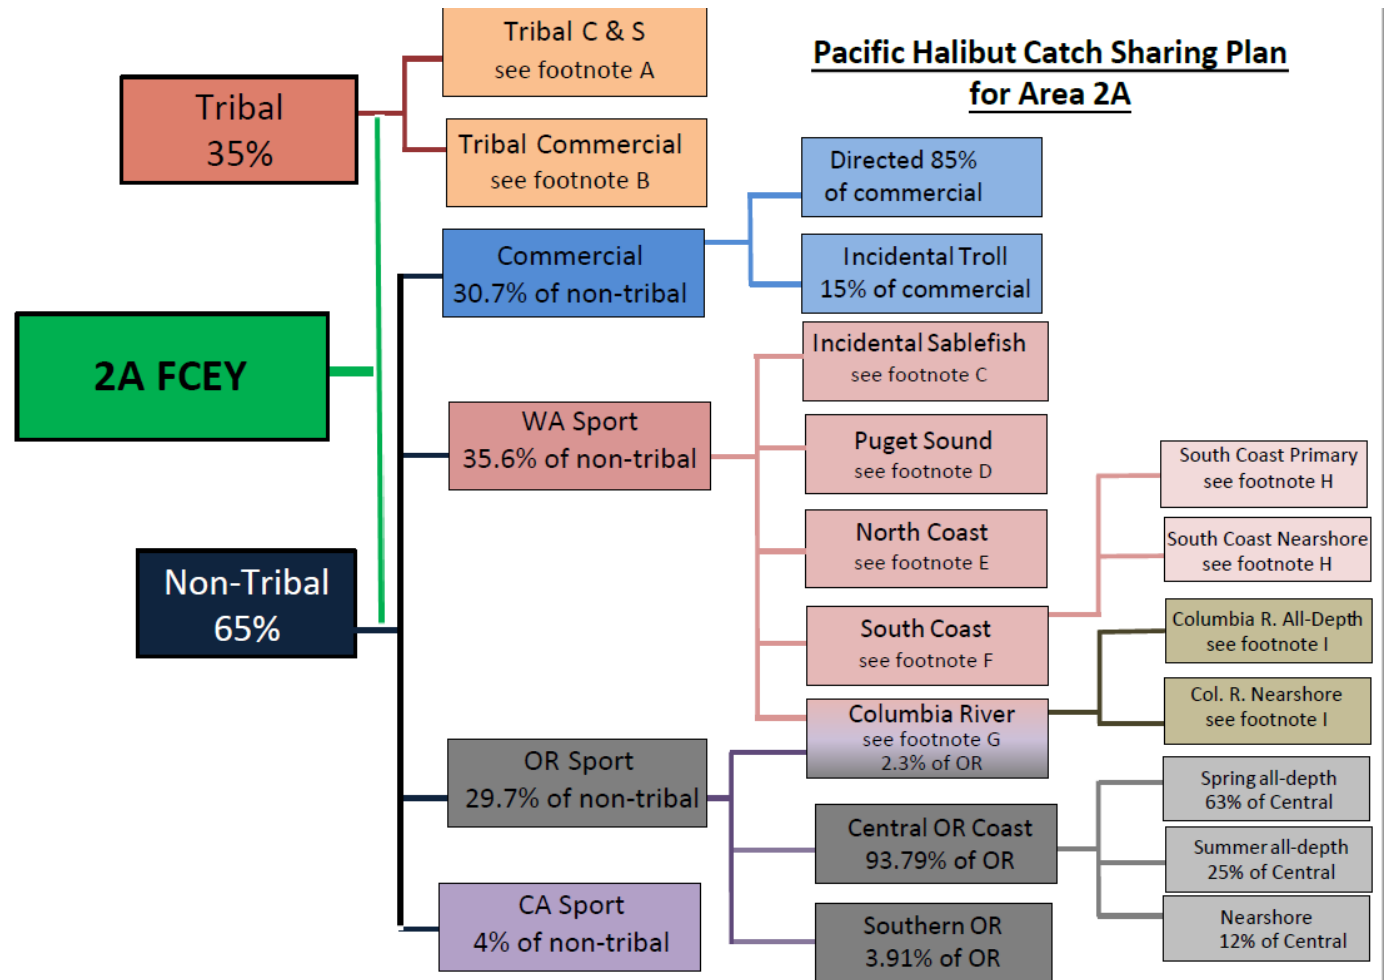 Pacific Halibut Catch Sharing Plan
for Area 2A
2A FCEY
Tribal
35%
Non-Tribal
65%
Tribal C & S
see footnote A
Tribal Commercial
see footnote B
Commercial
30.7% of non-tribal
WA Sport
35.6% of non-tribal
OR Sport
29.7% of non-tribal
CA Sport
4% of non-tribal
Directed 85%
of commercial
Incidental Troll
15% of commercial
Incidental Sablefish
see footnote C
Puget Sound
see footnote D
North Coast
see footnote E
South Coast
see footnote F
Columbia River
see footnote G
2.3% of OR
Central OR Coast
93.79% of OR
Southern OR
3.91% of OR
South Coast Primary
see footnote H
South Coast Nearshore
see footnote H
Columbia R. All-Depth
see footnote I
Col. R. Nearshore
see footnote I
Spring all-depth
63% of Central
Summer all-depth
25% of Central
Nearshore
12% of Central